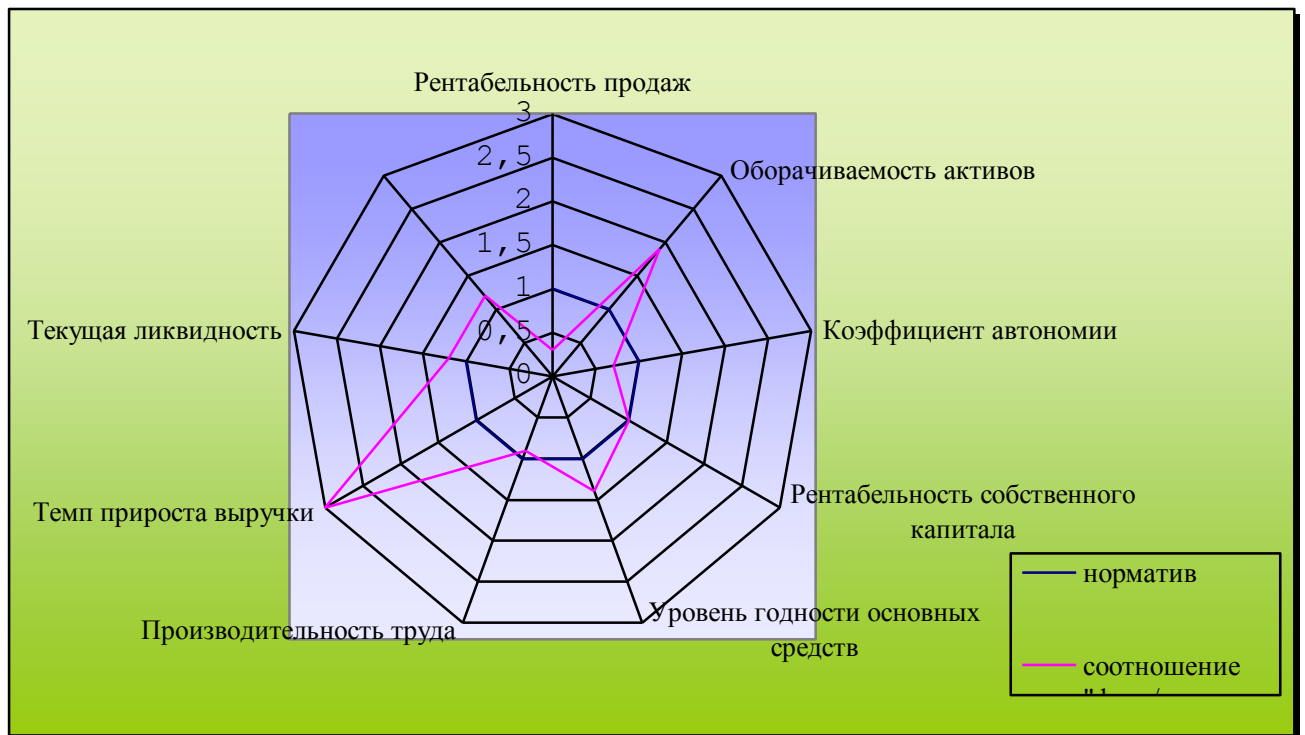 Рентабельность продаж
3
2,5
2
1,5
1
0,5
0
Оборачиваемость активов
Коэффициент автономии
Рентабельность собственного
капитала
Уровень годности основных
средств
Производительность труда
Темп прироста выручки
Текущая ликвидность
норматив
соотношение